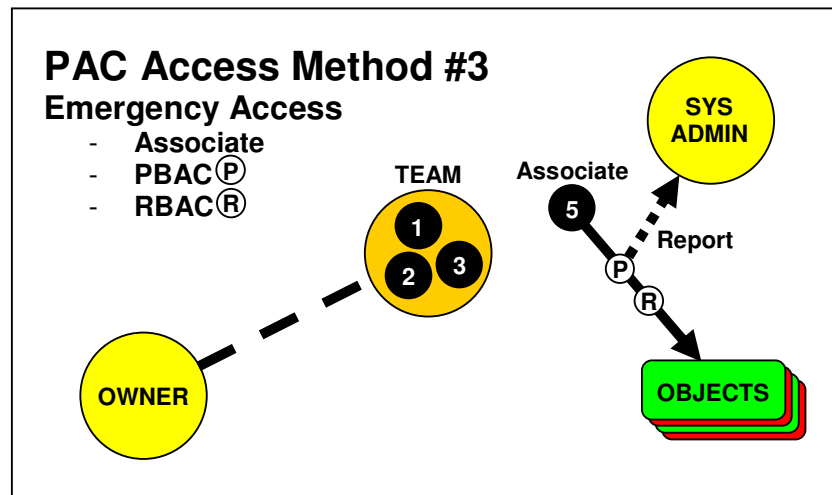 PAC Access Method #3
Emergency Access
- Associate
- PBAC Ⓟ
- RBAC Ⓡ
TEAM
1
2
3
OWNER
Associate
5
SYS
ADMIN
Report
P
R
OBJECTS